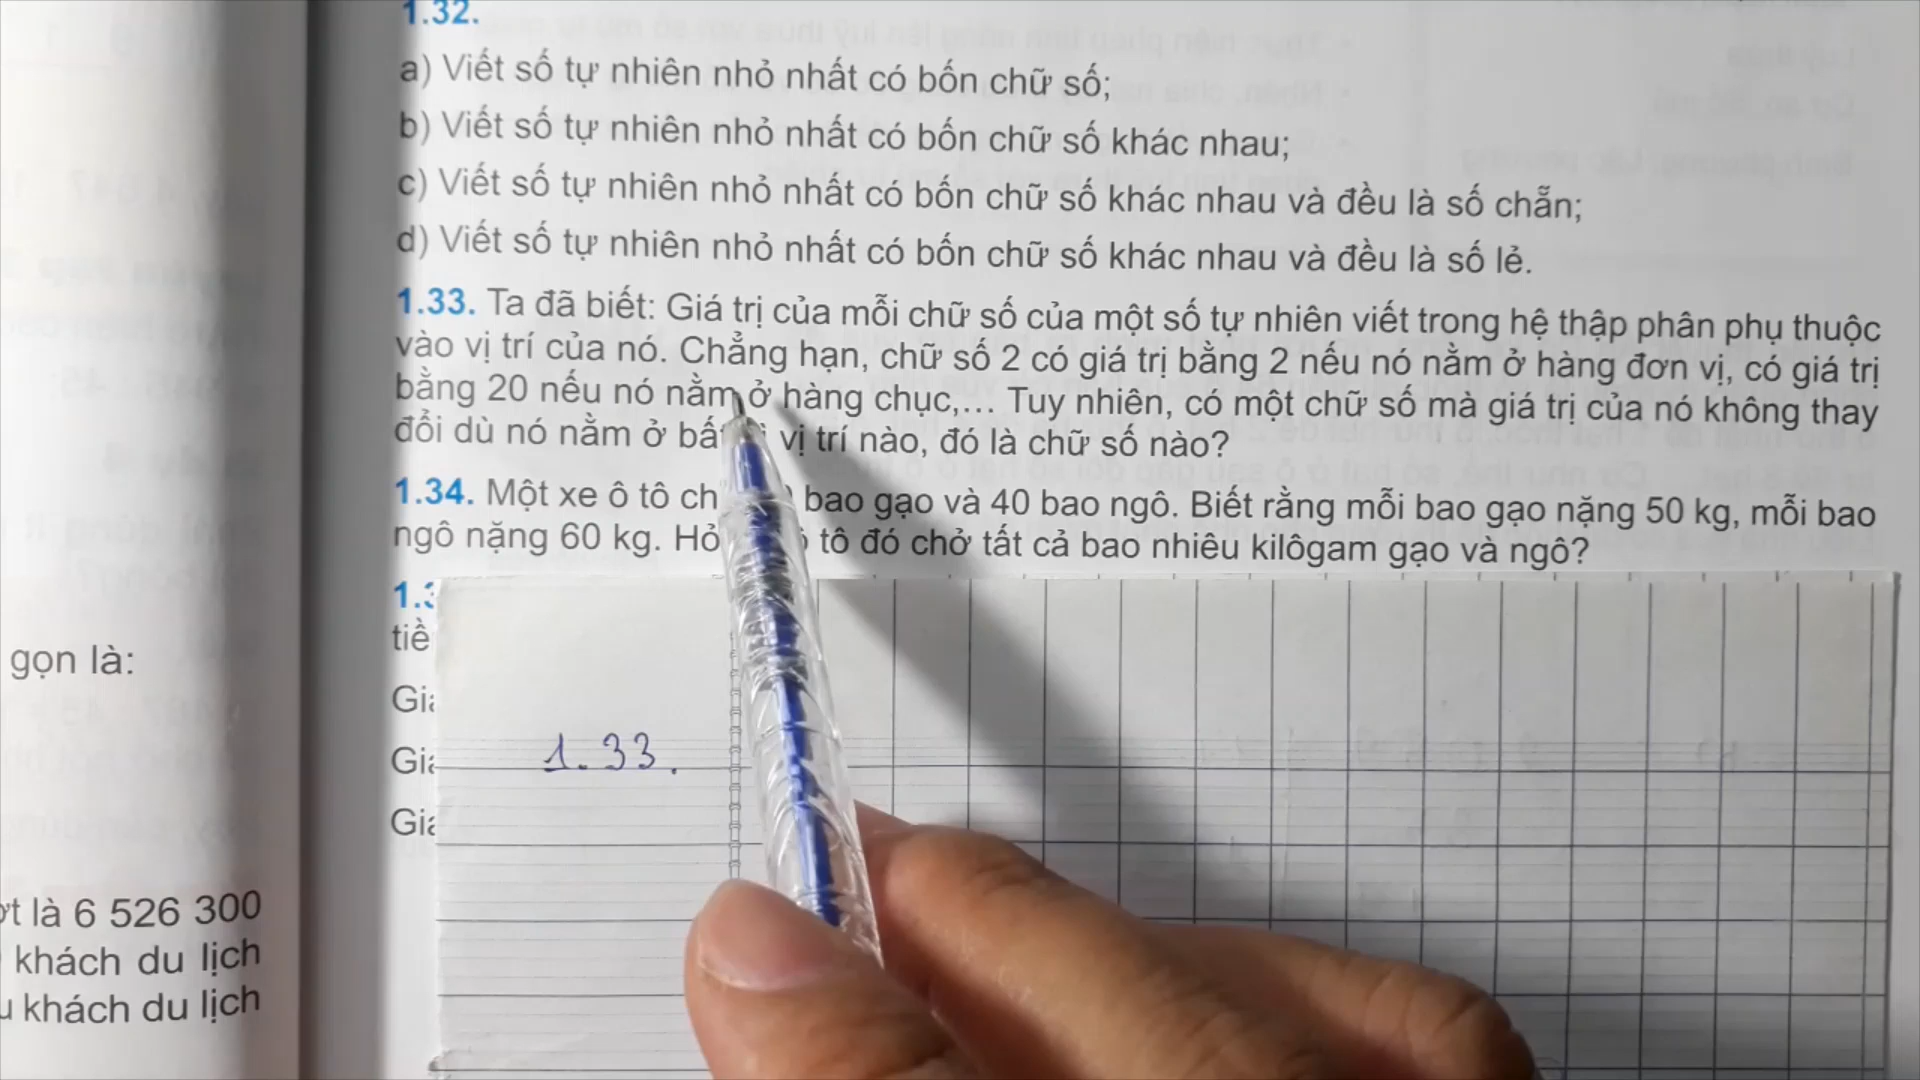 1.32.
a) Viết số tự nhiên nhỏ nhất có bốn chữ số;
b) Viết số tự nhiên nhỏ nhất có bốn chữ số khác nhau;
c) Viết số tự nhiên nhỏ nhất có bốn chữ số khác nhau và đều là số chẵn;
d) Viết số tự nhiên nhỏ nhất có bốn chữ số khác nhau và đều là số lẻ.
1.33. Ta đã biết: Giá trị của mỗi chữ số của một số tự nhiên viết trong hệ thập phân phụ thuộc
vào vị trí của nó. Chẳng hạn, chữ số 2 có giá trị bằng 2 nếu nó nằm ở hàng đơn vị, có giá trị
bằng 20 nếu nó nằm ở hàng chục,... Tuy nhiên, có một chữ số mà giá trị của nó không thay
đổi dù nó nằm ở vị trí nào, đó là chữ số nào?
1.34. Một xe ô tô bao gạo và 40 bao ngô. Biết rằng mỗi bao gạo nặng 50 kg, mỗi bao
ngô nặng 60 kg. tô đó chở tất cả bao nhiêu kilôgam gạo và ngô?
1.33.
gọn là:
là 6 526 300
khách du lịch
khách du lịch